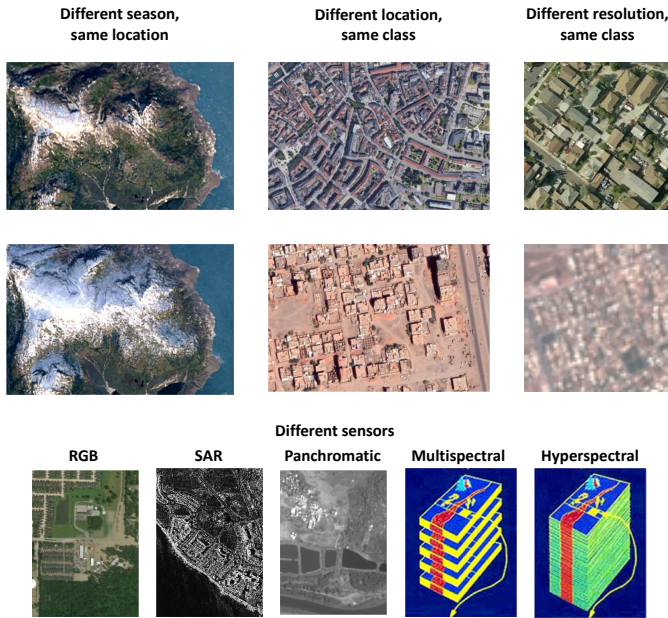 Different season,
same location
Different location,
same class
Different resolution,
same class
Different sensors
RGB
SAR
Panchromatic
Multispectral
Hyperspectral